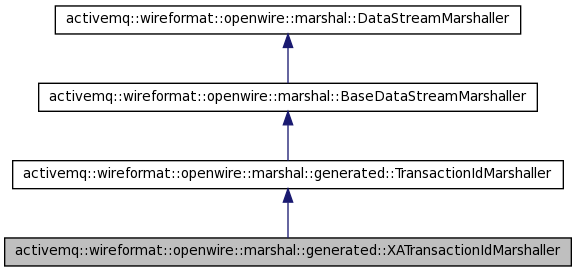 activemq::wireformat::openwire::marshal::DataStreamMarshaller
activemq::wireformat::openwire::marshal::BaseDataStreamMarshaller
activemq::wireformat::openwire::marshal::generated::TransactionIdMarshaller
activemq::wireformat::openwire::marshal::generated::XATransactionIdMarshaller